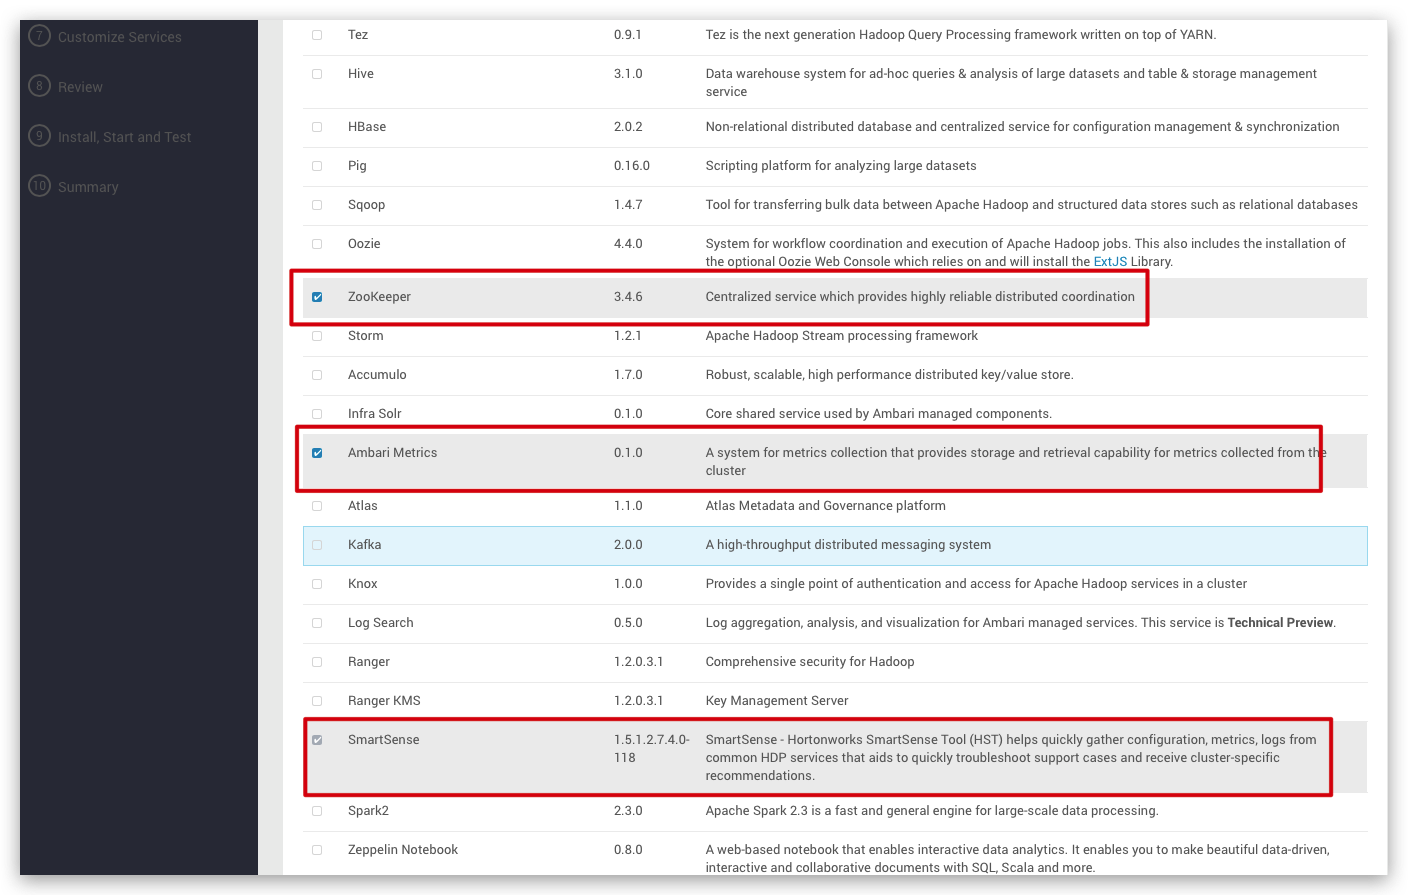 7 Customize Services
8 Review
9 Install, Start and Test
10 Summary
Tez 0.9.1 Tez is the next generation Hadoop Query Processing framework written on top of YARN.
Hive 3.1.0 Data warehouse system for ad-hoc queries & analysis of large datasets and table & storage management
service
HBase 2.0.2 Non-relational distributed database and centralized service for configuration management & synchronization
Pig 0.16.0 Scripting platform for analyzing large datasets
Sqoop 1.4.7 Tool for transferring bulk data between Apache Hadoop and structured data stores such as relational databases
Oozie 4.4.0 System for workflow coordination and execution of Apache Hadoop jobs. This also includes the installation of
the optional Oozie Web Console which relies on and will install the ExtJS Library.
ZooKeeper 3.4.6 Centralized service which provides highly reliable distributed coordination
Storm 1.2.1 Apache Hadoop Stream processing framework
Accumulo 1.7.0 Robust, scalable, high performance distributed key/value store.
Infra Solr 0.1.0 Core shared service used by Ambari managed components.
Ambari Metrics 0.1.0 A system for metrics collection that provides storage and retrieval capability for metrics collected from the
cluster
Atlas 1.1.0 Atlas Metadata and Governance platform
Kafka 2.0.0 A high-throughput distributed messaging system
Knox 1.0.0 Provides a single point of authentication and access for Apache Hadoop services in a cluster
Log Search 0.5.0 Log aggregation, analysis, and visualization for Ambari managed services. This service is Technical Preview.
Ranger 1.2.0.3.1 Comprehensive security for Hadoop
Ranger KMS 1.2.0.3.1 Key Management Server
SmartSense 1.5.1.2.7.4.0- SmartSense - Hortonworks SmartSense Tool (HST) helps quickly gather configuration, metrics, logs from
118 common HDP services that aids to quickly troubleshoot support cases and receive cluster-specific
recommendations.
Spark2 2.3.0 Apache Spark 2.3 is a fast and general engine for large-scale data processing.
Zeppelin Notebook 0.8.0 A web-based notebook that enables interactive data analytics. It enables you to make beautiful data-driven,
interactive and collaborative documents with SQL, Scala and more.